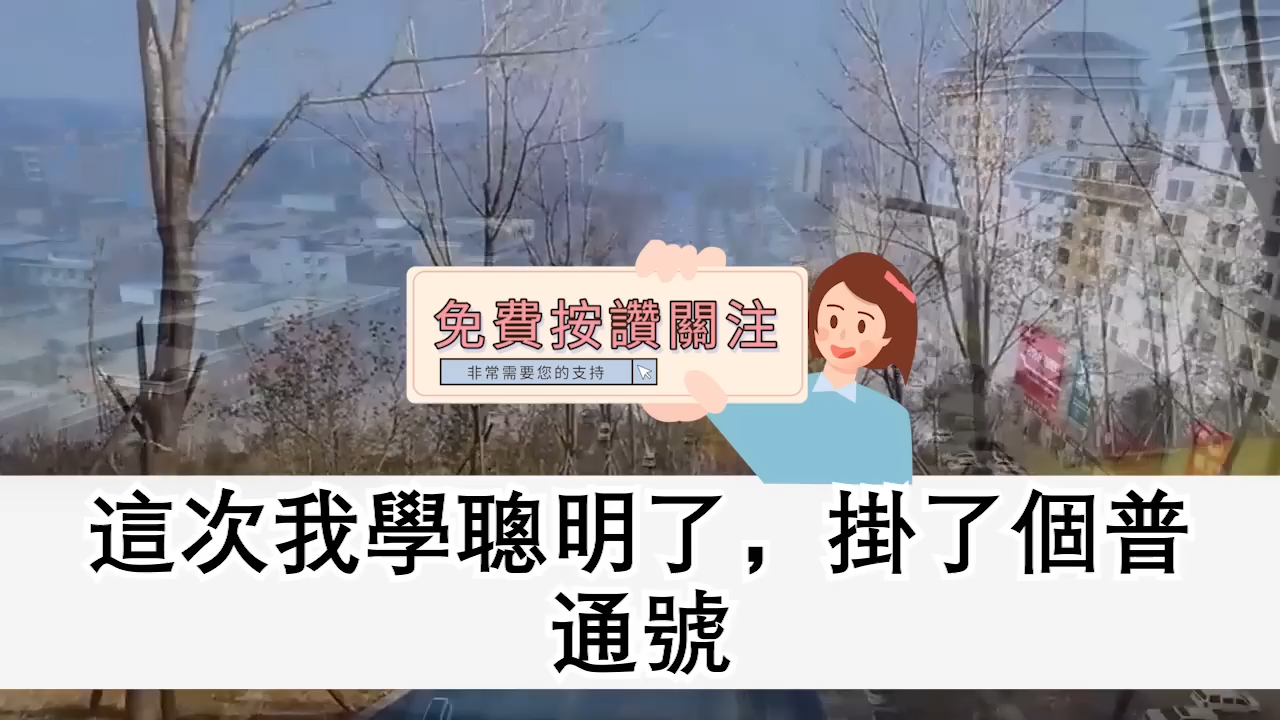 免費按讚關注
非常需要您的支持
這次我學聰明了，掛了個普
通號